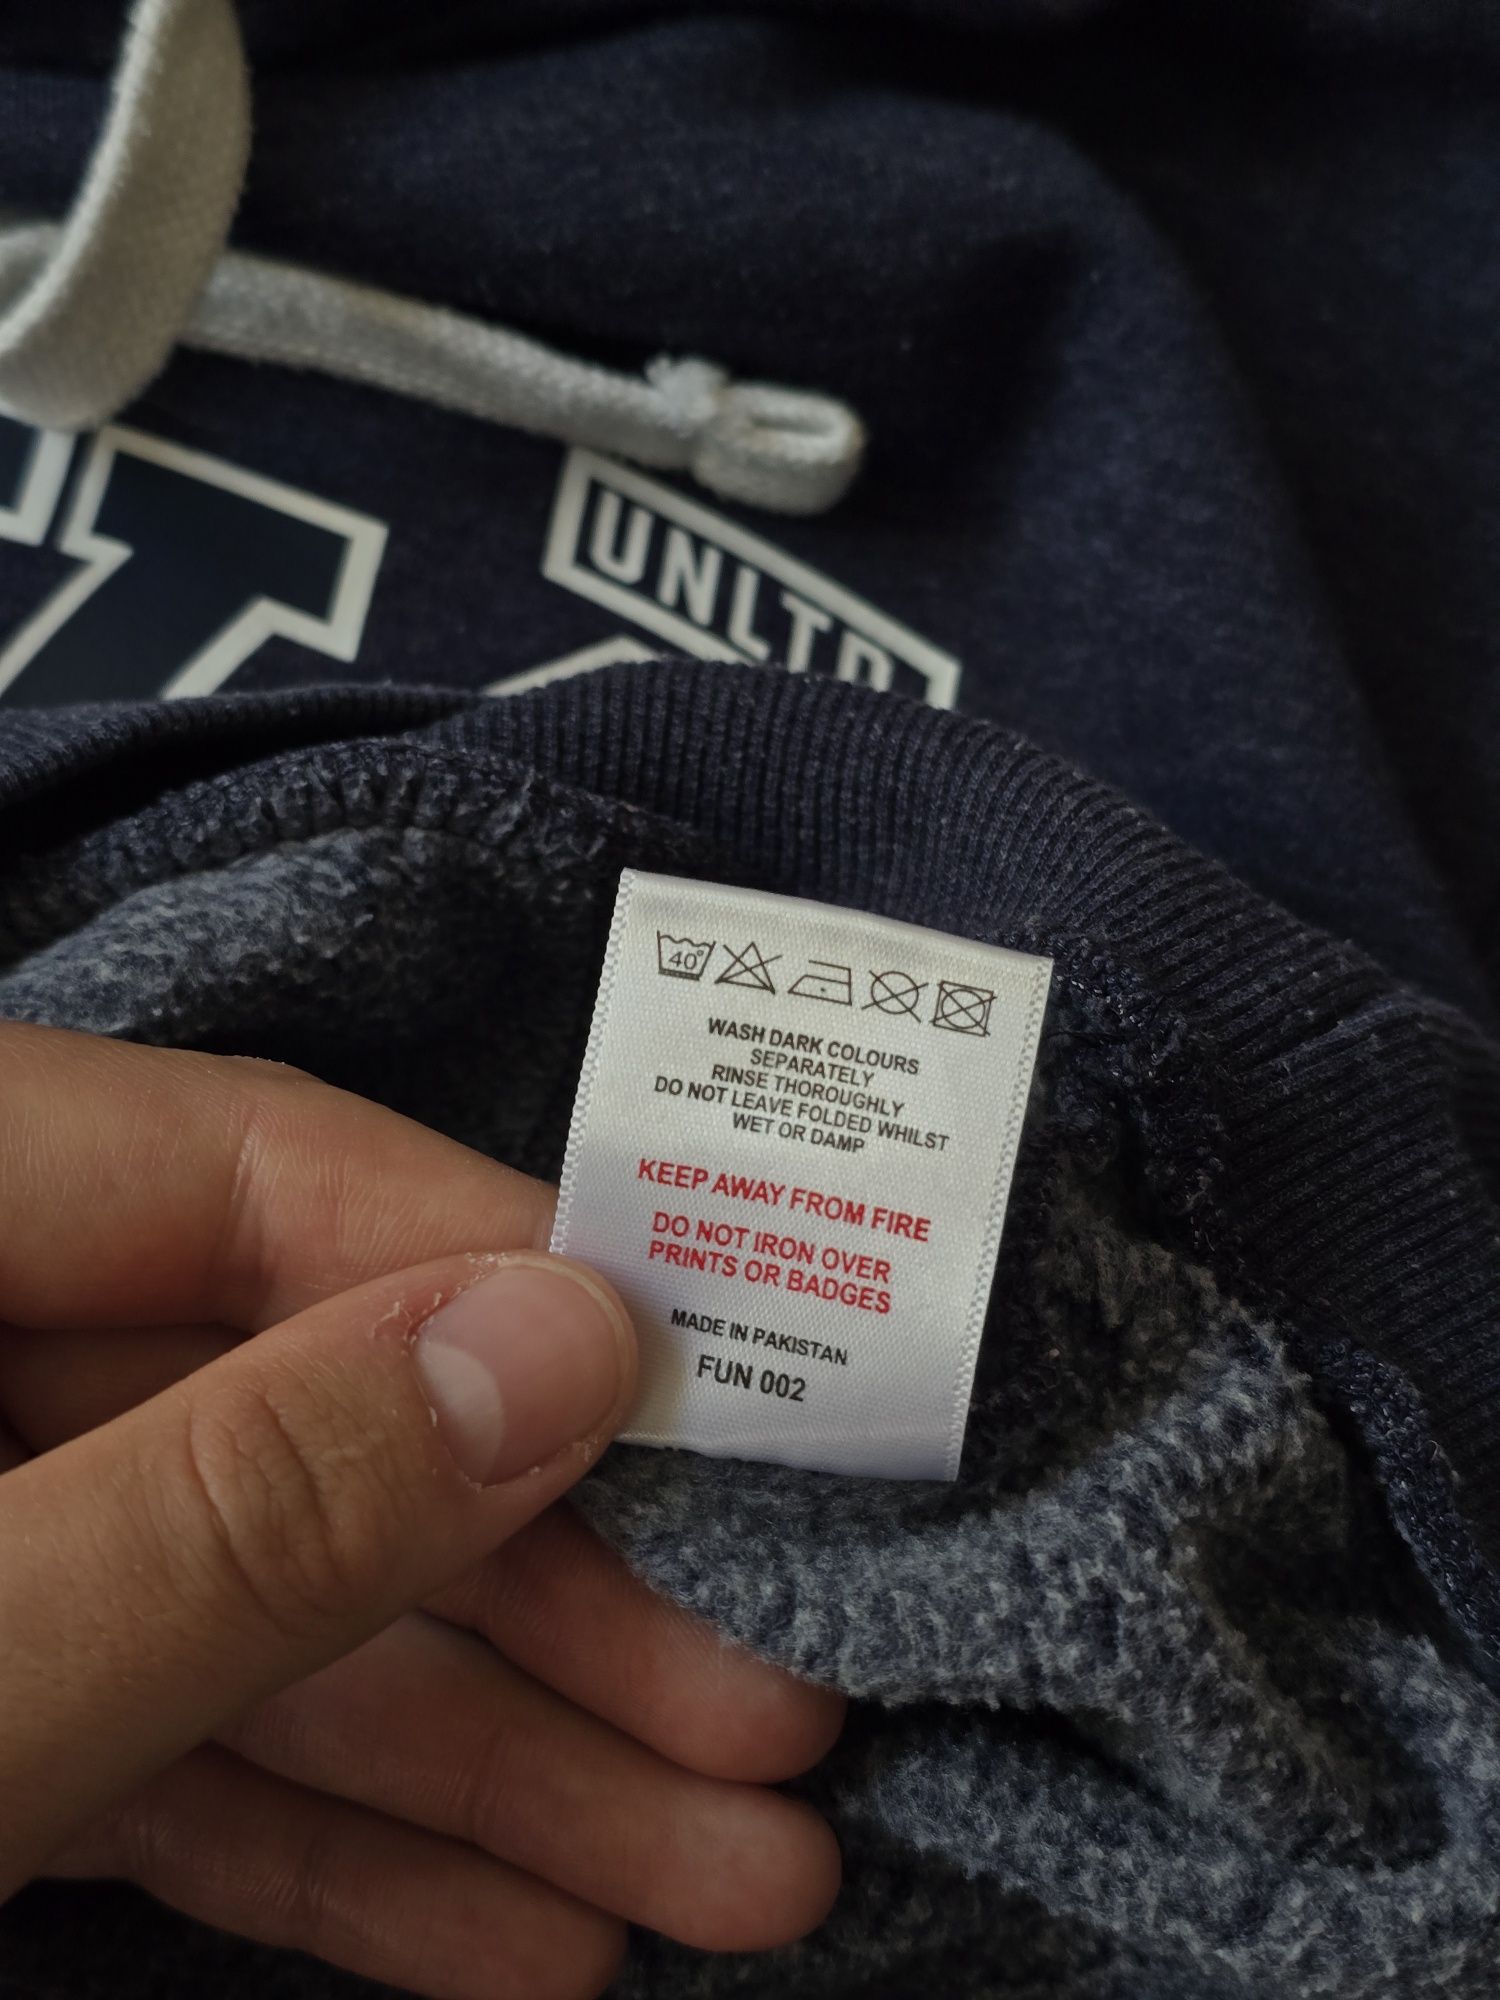 UNLTD
40°
WASH DARK COLOURS
SEPARATELY
RINSE THOROUGHLY
DO NOT LEAVE FOLDED WHILST
WET OR DAMP
KEEP AWAY FROM FIRE
DO NOT IRON OVER
PRINTS OR BADGES
MADE IN PAKISTAN
FUN 002